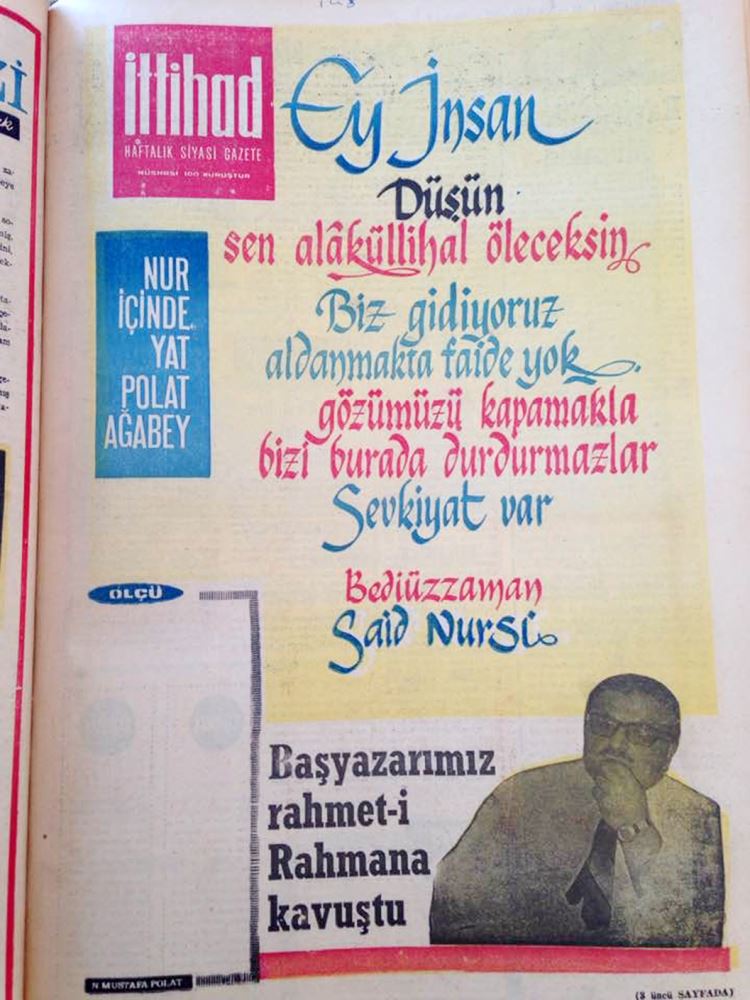 İttihad
HAFTALIK SİYASİ GAZETE
NÜSHASI 100 KURUŞTUR
Ey İnsan
Düşün
sen alâküllihal öleceksin
Biz gidiyoruz
aldanmakta faide yok.
gözümüzü kapamakla
bizi burada durdurmazlar
Sevkiyat var
Bediüzzaman
Said Nursi
NUR
İÇİNDE
YAT
POLAT
AĞABEY
ÖLÇÜ
Başyazarımız
rahmet-i
Rahmana
kavuştu
N MUSTAFA POLAT
(3 üncü SAYFADA)